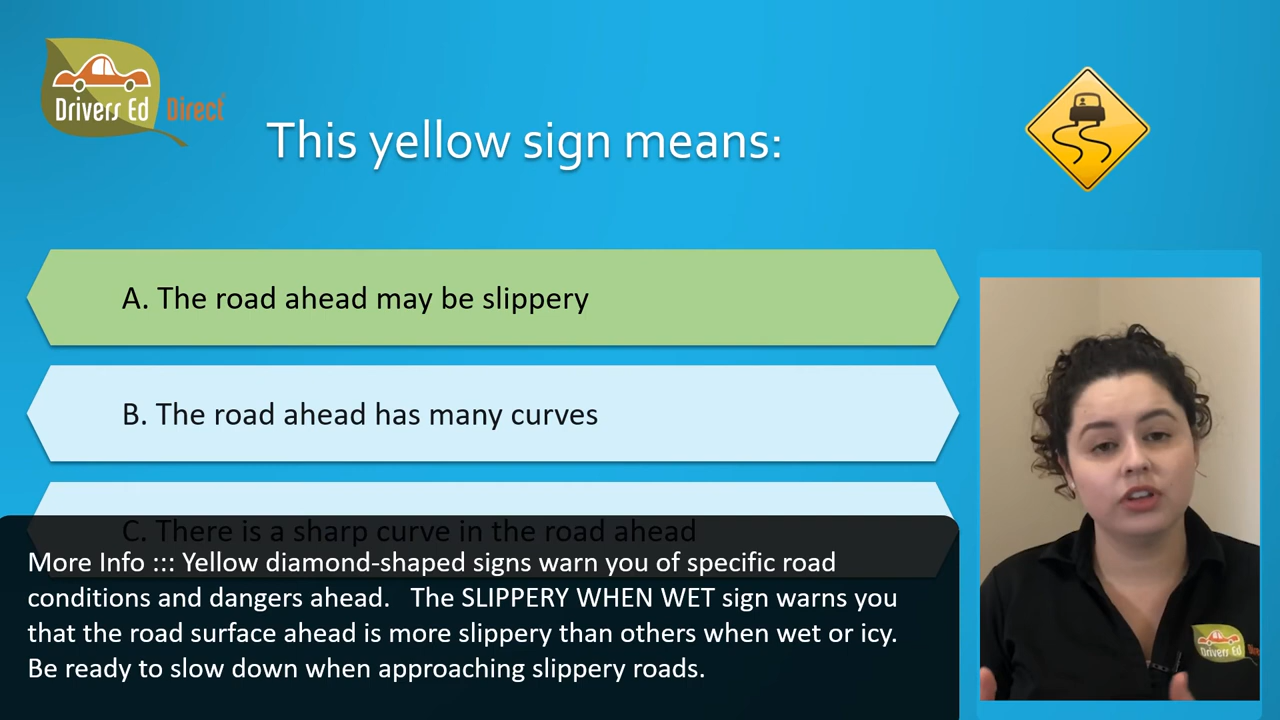 Drivers Ed Direct
This yellow sign means:
A. The road ahead may be slippery
B. The road ahead has many curves
C. There is a sharp curve in the road ahead
More Info ::: Yellow diamond-shaped signs warn you of specific road
conditions and dangers ahead.   The SLIPPERY WHEN WET sign warns you
that the road surface ahead is more slippery than others when wet or icy.
Be ready to slow down when approaching slippery roads.
Drivers Ed